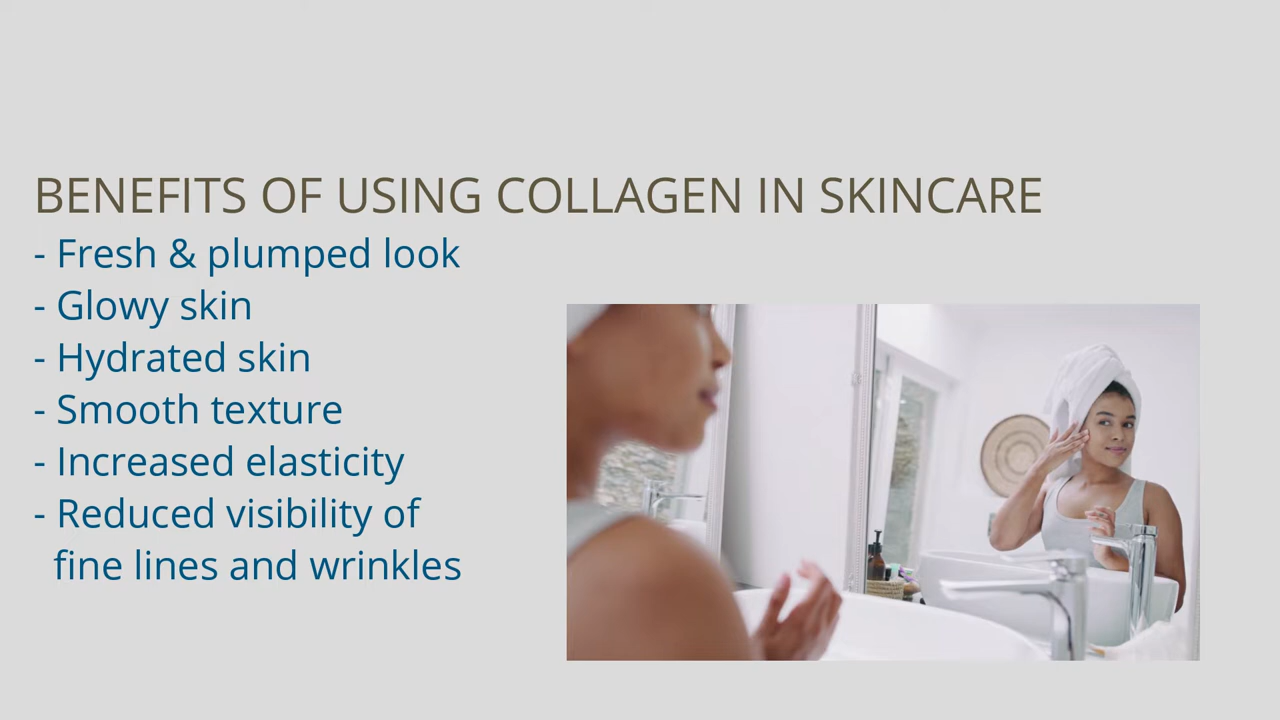 BENEFITS OF USING COLLAGEN IN SKINCARE
- Fresh & plumped look
- Glowy skin
- Hydrated skin
- Smooth texture
- Increased elasticity
- Reduced visibility of
fine lines and wrinkles